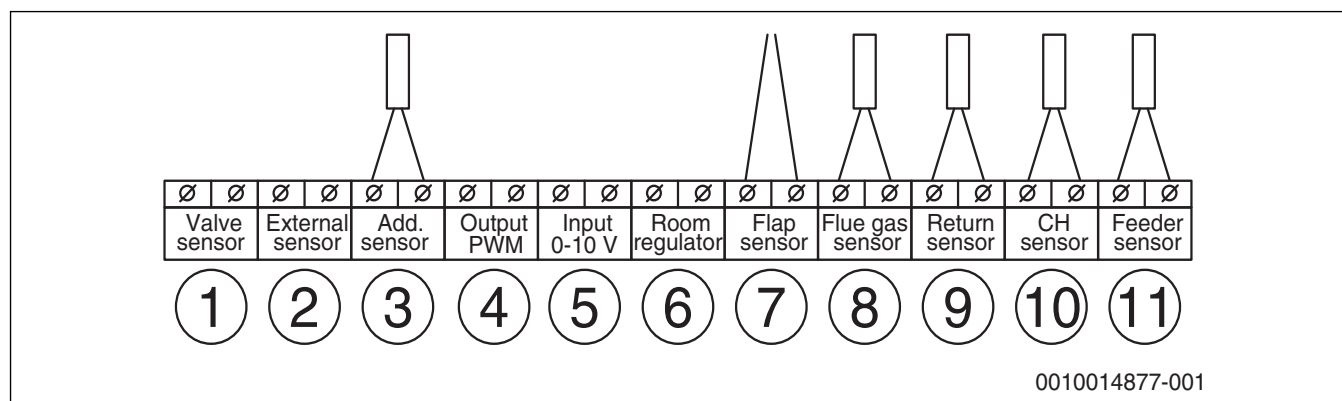 Valve sensor
External sensor
Add. sensor
Output PWM
Input 0-10 V
Room regulator
Flap sensor
Flue gas sensor
Return sensor
CH sensor
Feeder sensor
1 2 3 4 5 6 7 8 9 10 11
0010014877-001